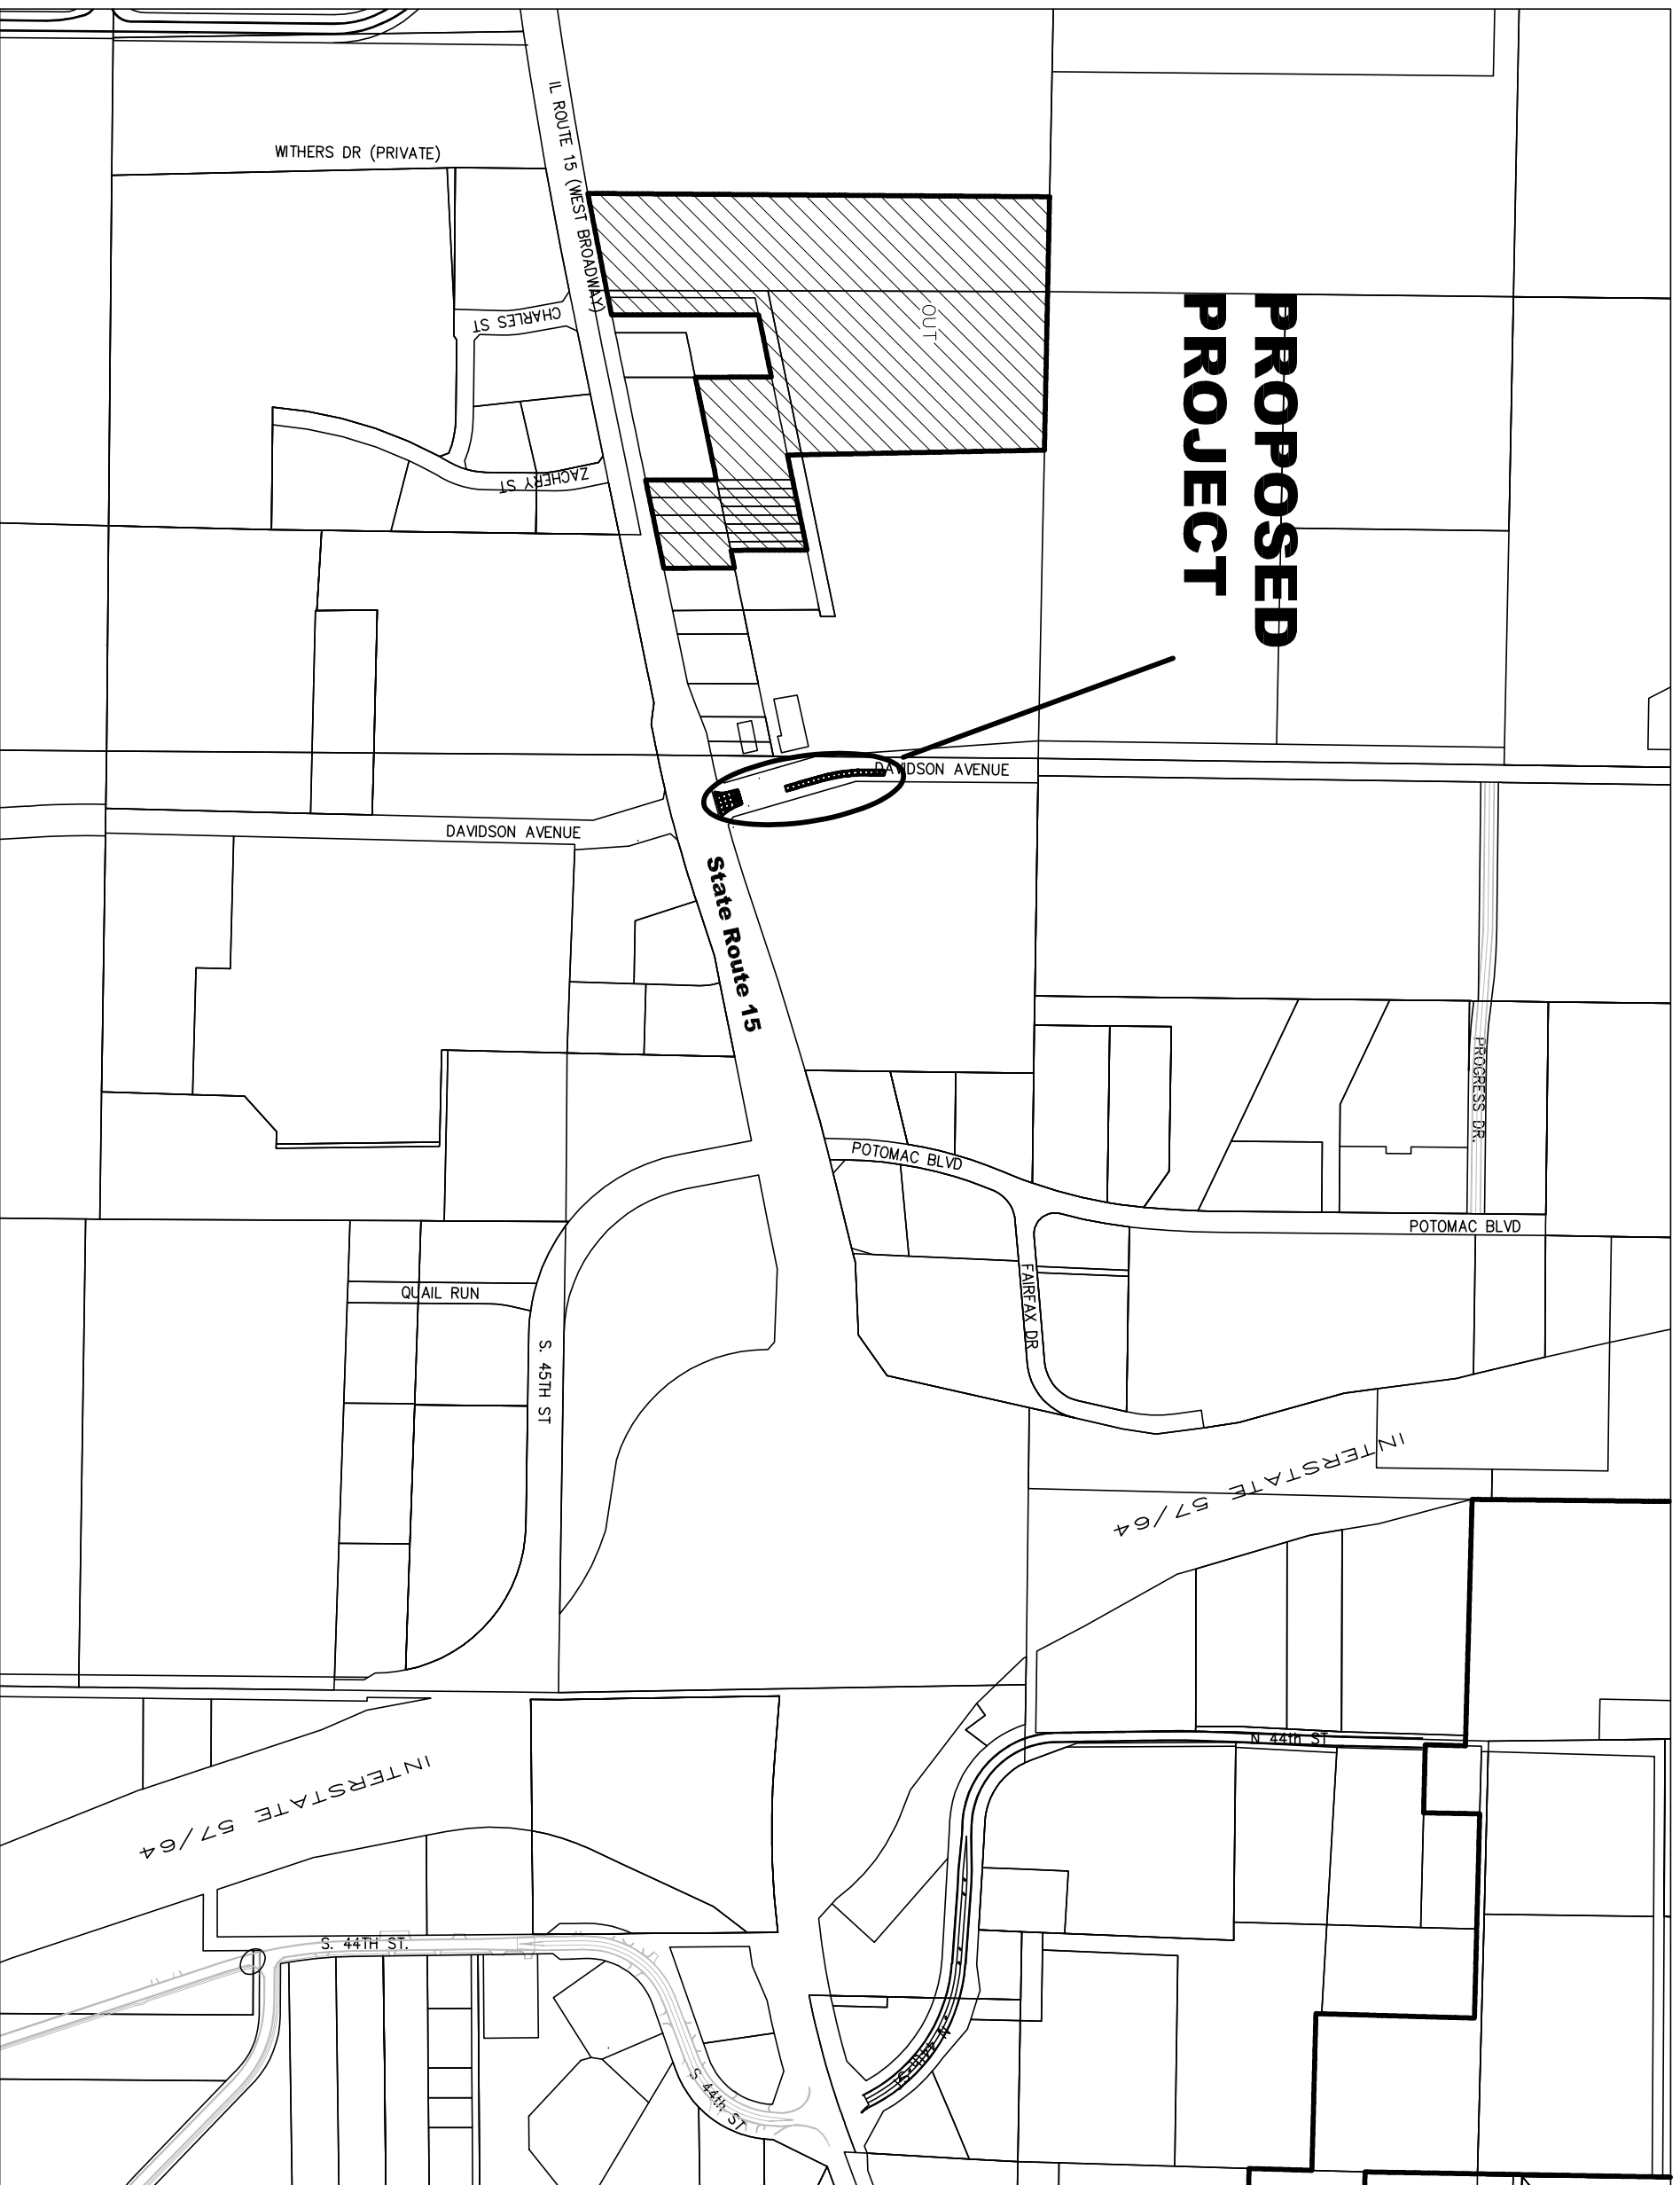 WITHERS DR (PRIVATE)
IL ROUTE 15 (WEST BROADWAY)
CHARLES ST
ZACHERY ST
OUT
PROPOSED
PROJECT
DAVIDSON AVENUE
DAVIDSON AVENUE
State Route 15
PROGRESS DR.
POTOMAC BLVD
POTOMAC BLVD
FAIRFAX DR
QUAIL RUN
S. 45TH ST
INTERSTATE 57/64
INTERSTATE 57/64
N 44th ST
S. 44TH ST.
N 44th ST
S 44th ST